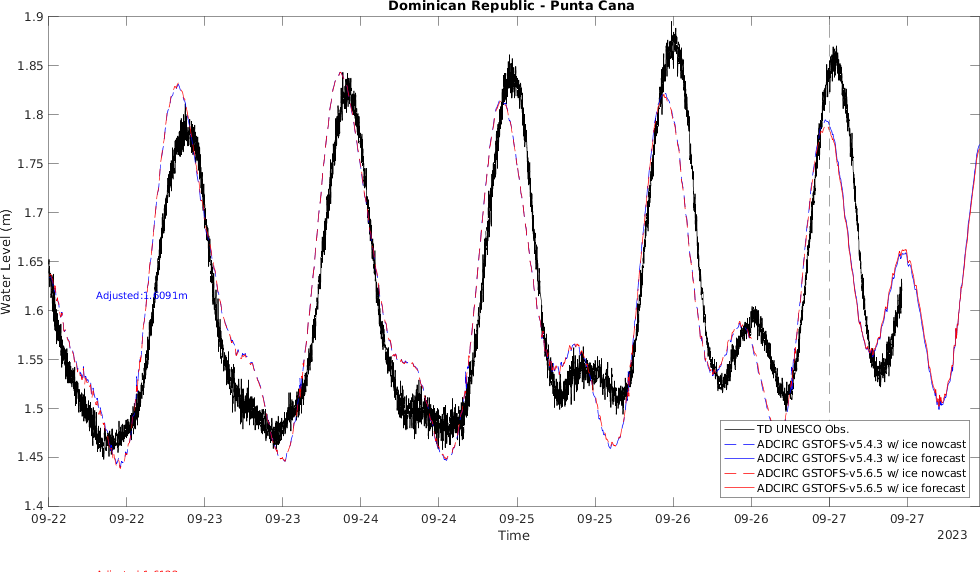 Dominican Republic - Punta Cana
1.9
1.85
1.8
1.75
1.7
1.65
1.6
1.55
1.5
1.45
1.4
Water Level (m)
Adjusted:1.6091m
TD UNESCO Obs.
ADCIRC GSTOFS-v5.4.3 w/ ice nowcast
ADCIRC GSTOFS-v5.4.3 w/ ice forecast
ADCIRC GSTOFS-v5.6.5 w/ ice nowcast
ADCIRC GSTOFS-v5.6.5 w/ ice forecast
09-22 09-22 09-23 09-23 09-24 09-24 09-25 09-25 09-26 09-26 09-27 09-27
Time
2023